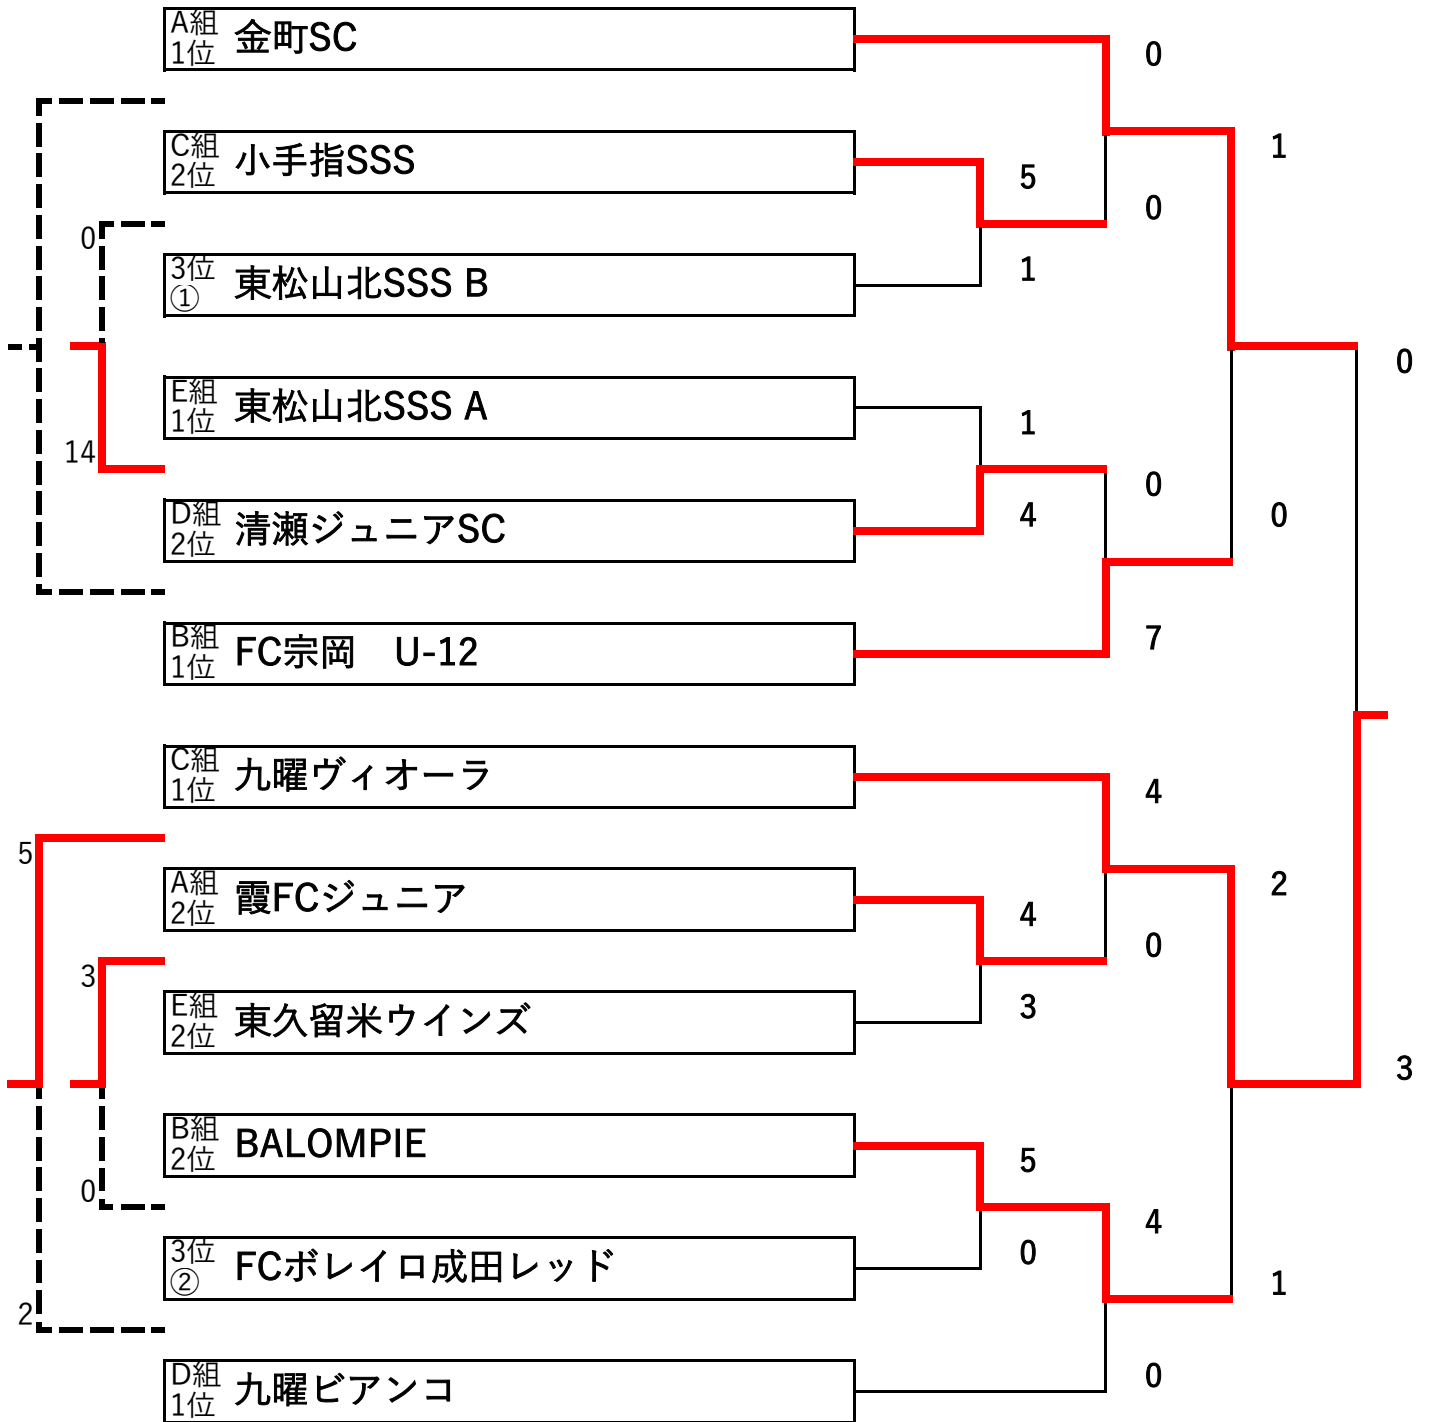 A組
1位
金町SC
0
1
C組
2位
小手指SSS
5
0
0
3位
①
東松山北SSS B
1
0
E組
1位
東松山北SSS A
1
14
0
D組
2位
清瀬ジュニアSC
4
0
B組
1位
FC宗岡　U-12
7
C組
1位
九曜ヴィオーラ
4
5
2
A組
2位
霞FCジュニア
4
0
3
E組
2位
東久留米ウインズ
3
3
B組
2位
BALOMPIE
5
0
4
3位
②
FCボレイロ成田レッド
0
1
2
D組
1位
九曜ビアンコ
0